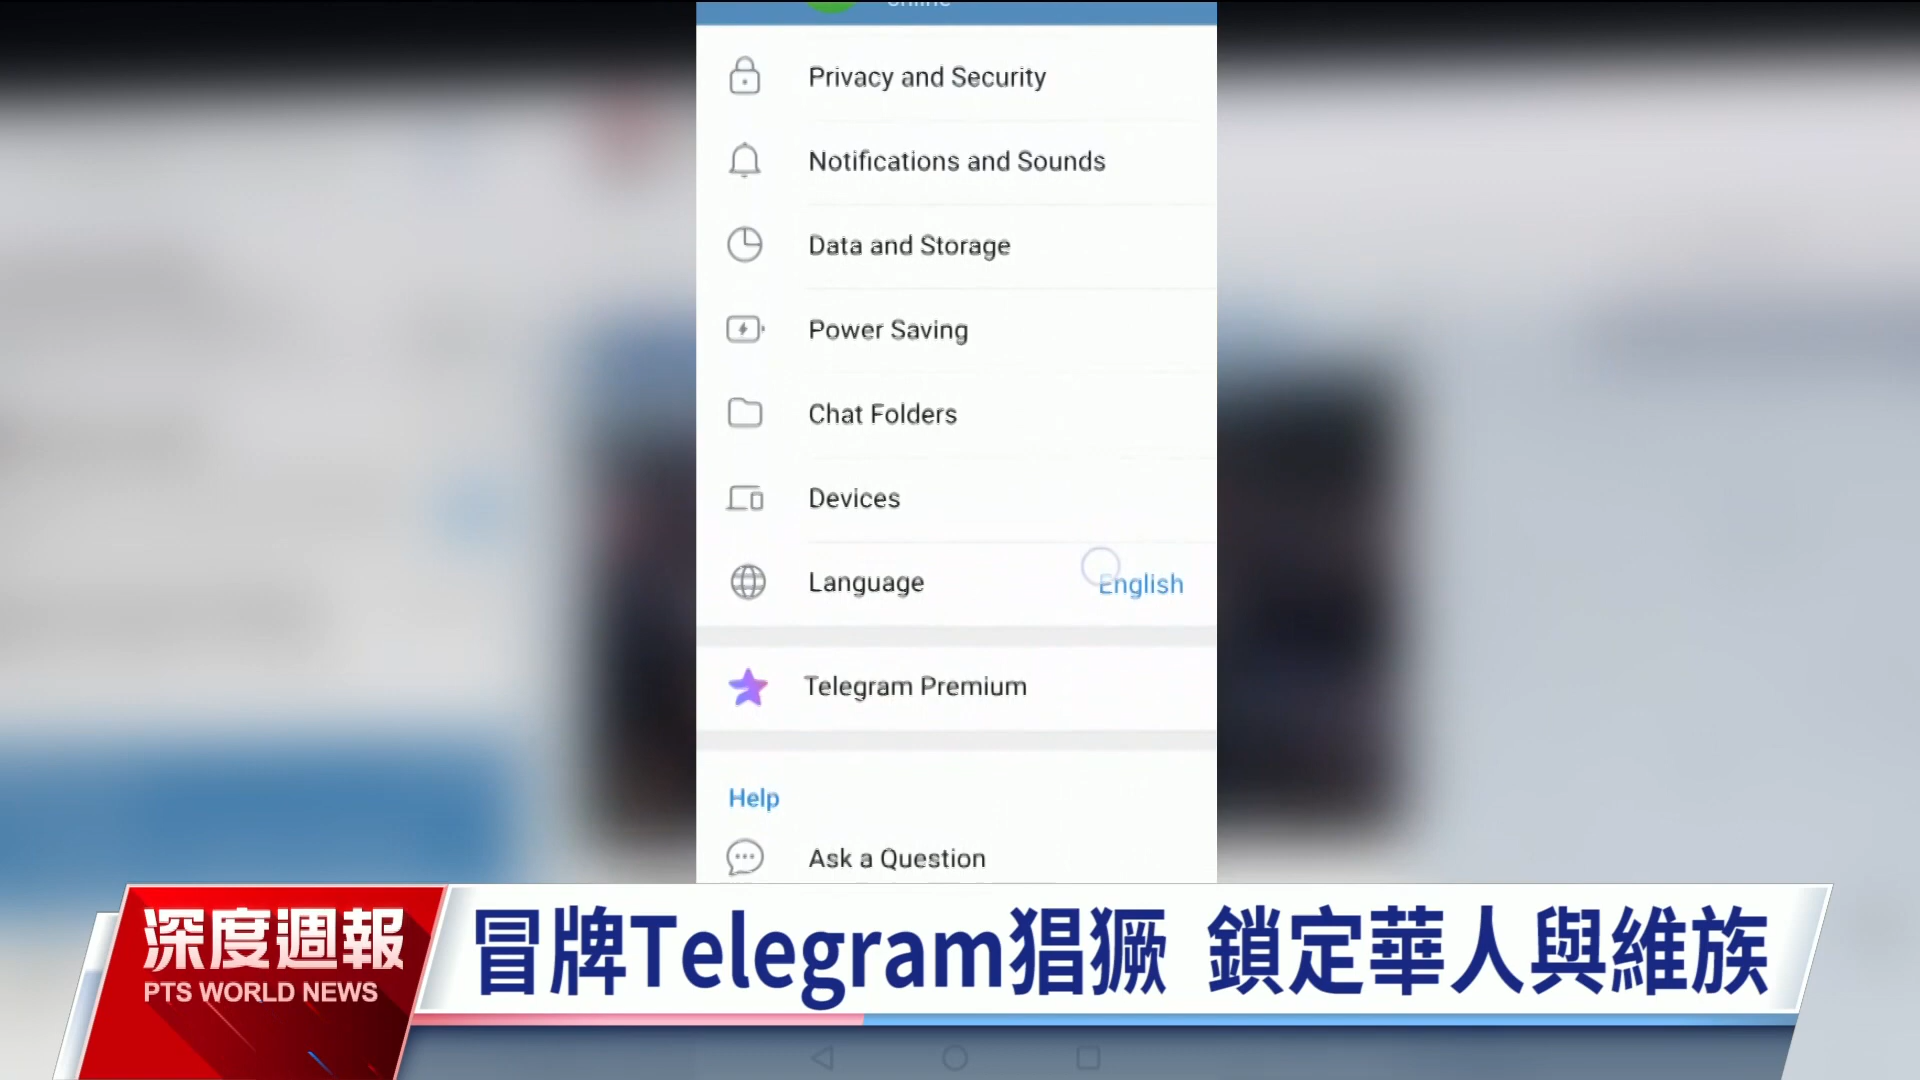 online
Privacy and Security
Notifications and Sounds
Data and Storage
Power Saving
Chat Folders
Devices
Language English
Telegram Premium
Help
Ask a Question
深度週報
PTS WORLD NEWS
冒牌Telegram猖獗 鎖定華人與維族